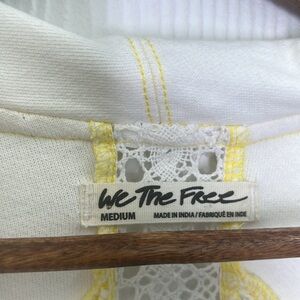 We The Free
MEDIUM MADE IN INDIA / FABRIQUÉ EN INDE